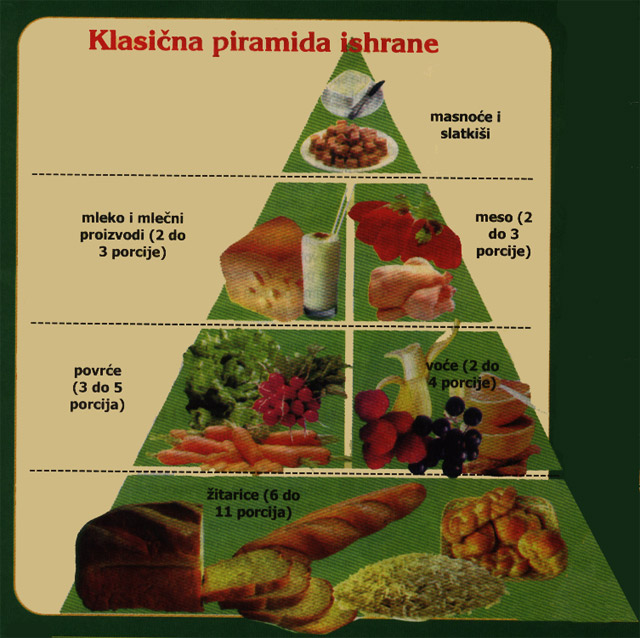 Klasična piramida ishrane
masnoće i
slatkiši
mleko i mlečni
proizvodi (2 do
3 porcije)
meso (2
do 3
porcije)
povrće
(3 do 5
porcija)
voće (2 do
4 porcije)
žitarice (6 do
11 porcija)